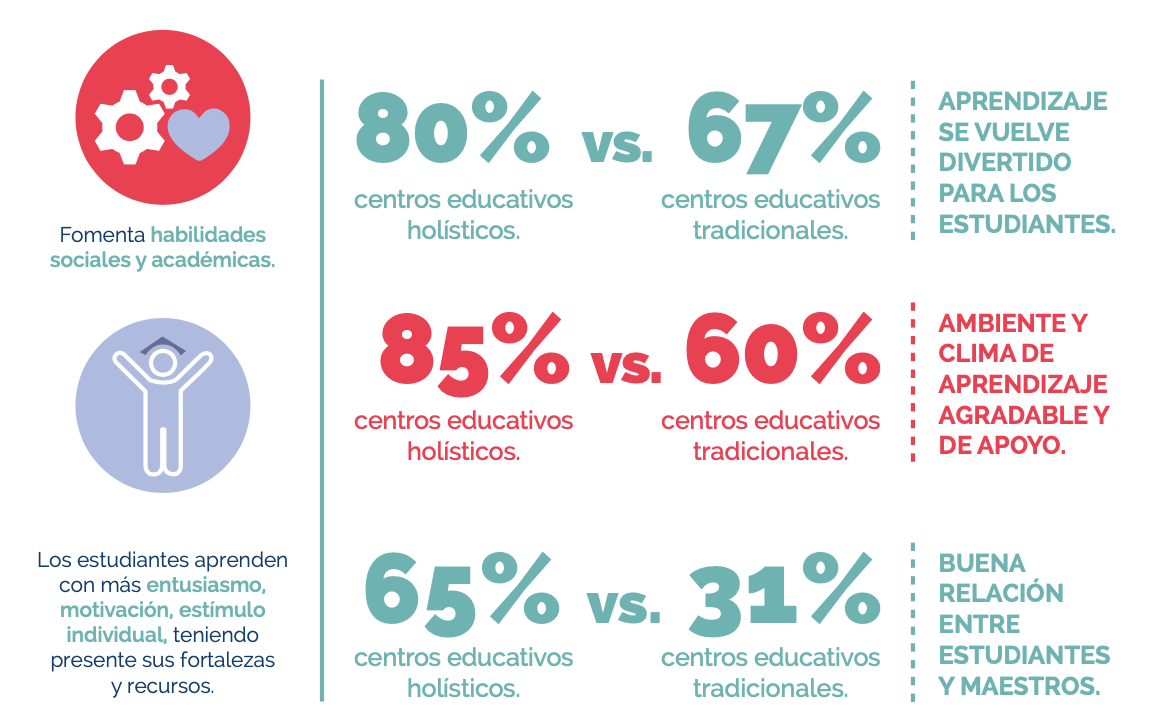 Fomenta habilidades
sociales y académicas.
Los estudiantes aprenden
con más entusiasmo,
motivación, estímulo
individual, teniendo
presente sus fortalezas
y recursos.
80% vs. 67%
centros educativos
holísticos.
centros educativos
tradicionales.
APRENDIZAJE
SE VUELVE
DIVERTIDO
PARA LOS
ESTUDIANTES.
85% vs. 60%
centros educativos
holísticos.
centros educativos
tradicionales.
AMBIENTE Y
CLIMA DE
APRENDIZAJE
AGRADABLE Y
DE APOYO.
65% vs. 31%
centros educativos
holísticos.
centros educativos
tradicionales.
BUENA
RELACIÓN
ENTRE
ESTUDIANTES
Y MAESTROS.